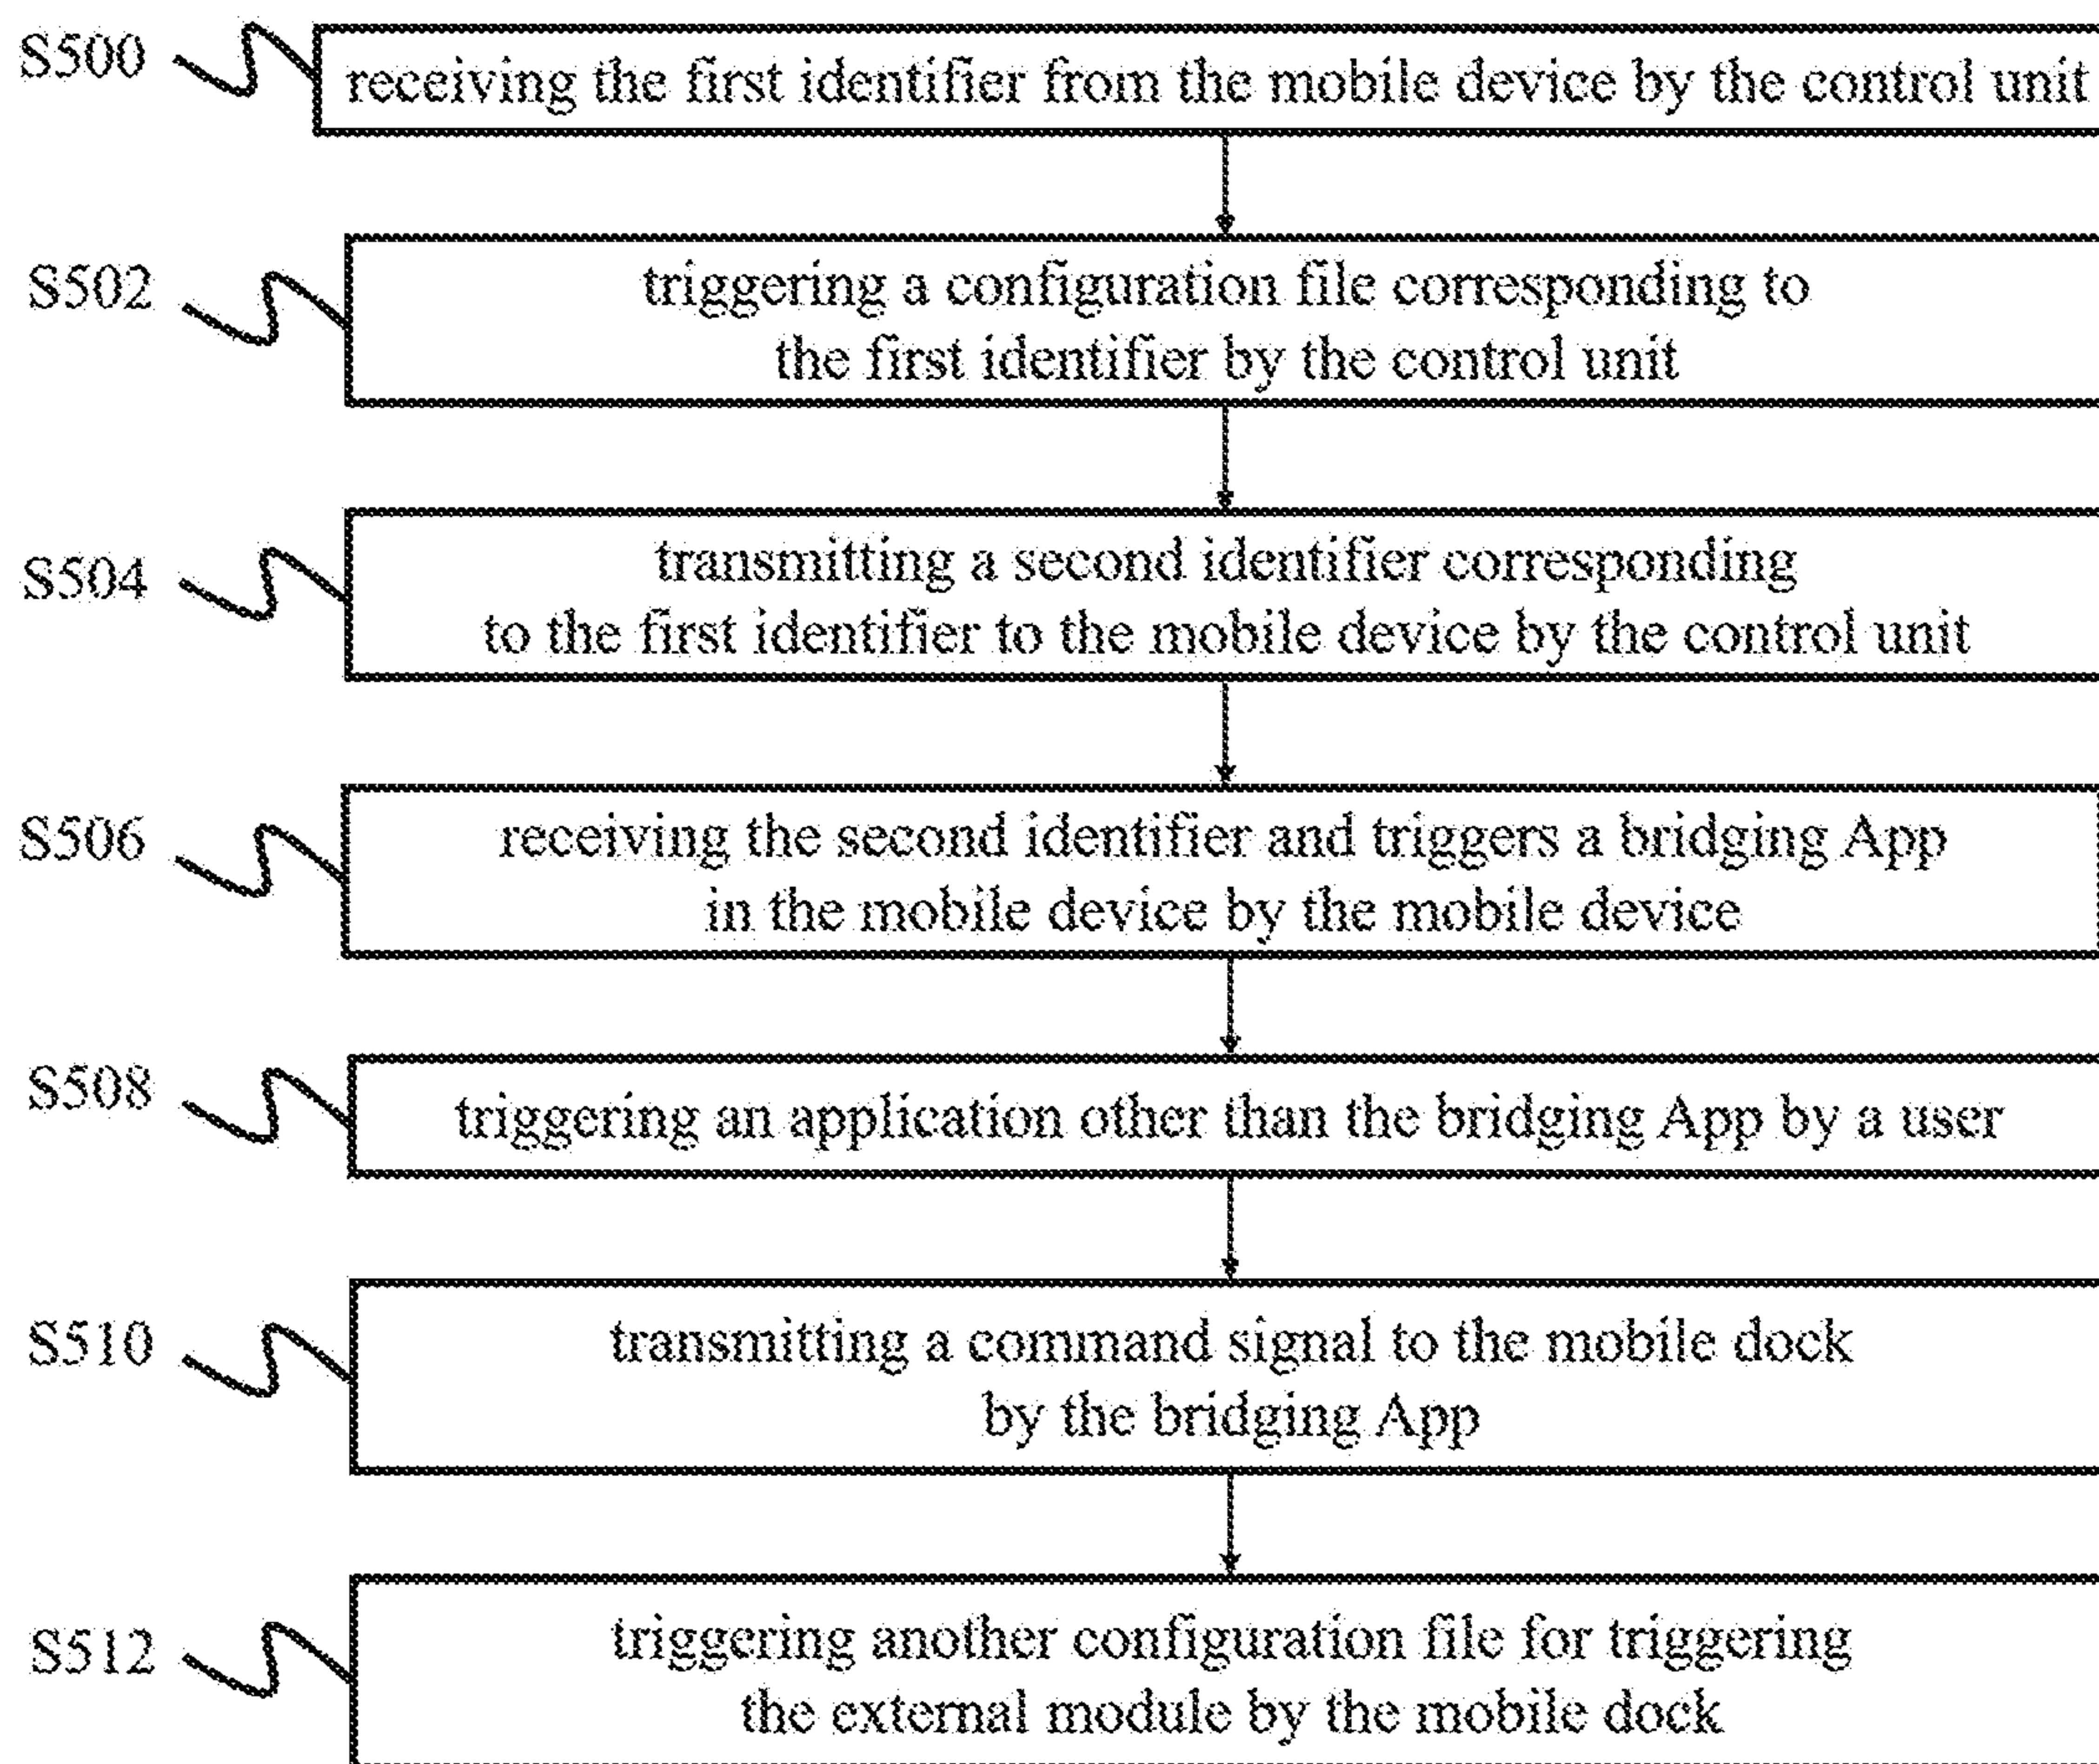 S500
receiving the first identifier from the mobile device by the control unit
S502
triggering a configuration file corresponding to
the first identifier by the control unit
S504
transmitting a second identifier corresponding
to the first identifier to the mobile device by the control unit
S506
receiving the second identifier and triggers a bridging App
in the mobile device by the mobile device
S508
triggering an application other than the bridging App by a user
S510
transmitting a command signal to the mobile dock
by the bridging App
S512
triggering another configuration file for triggering
the external module by the mobile dock